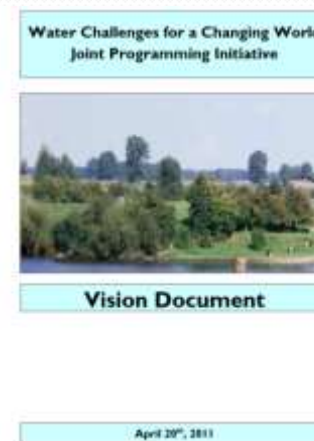 Water Challenges for a Changing Worl
Joint Programming Initiative
Vision Document
April 20th, 2011